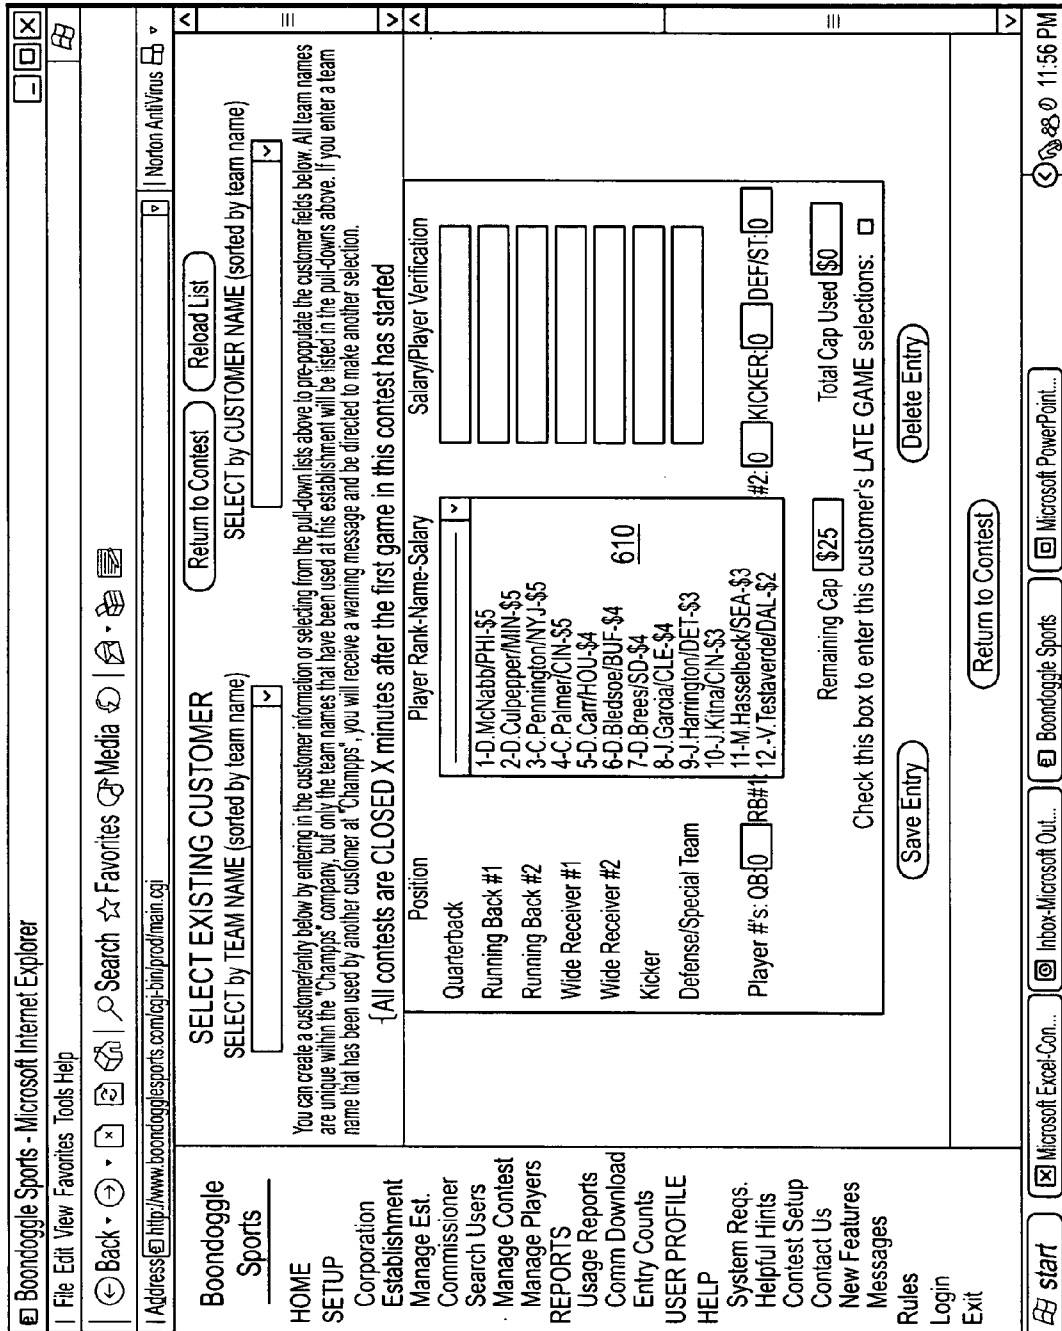 Boondoggle Sports - Microsoft Internet Explorer
File Edit View Favorites Tools Help
Back Search Favorites Media
Address http://www.boondogglesports.com/cgi-bin/prod/main.cgi Norton AntiVirus
Boondoggle
Sports
HOME
SETUP
Corporation
Establishment
Manage Est.
Commissioner
Search Users
Manage Contest
Manage Players
REPORTS
Usage Reports
Comm Download
Entry Counts
USER PROFILE
HELP
System Reqs.
Helpful Hints
Contest Setup
Contact Us
New Features
Messages
Rules
Login
Exit
SELECT EXISTING CUSTOMER
Return to Contest Reload List
SELECT by TEAM NAME (sorted by team name) SELECT by CUSTOMER NAME (sorted by team name)
You can create a customer/entry below by entering in the customer information or selecting from the pull-down lists above to pre-populate the customer fields below. All team names
are unique within the "Champps" company, but only the team names that have been used at this establishment will be listed in the pull-downs above. If you enter a team
name that has been used by another customer at "Champps", you will receive a warning message and be directed to make another selection.
{All contests are CLOSED X minutes after the first game in this contest has started
Position Player Rank-Name-Salary Salary/Player Verification
Quarterback
Running Back #1
Running Back #2
Wide Receiver #1
Wide Receiver #2
Kicker
Defense/Special Team
1-D.McNabb/PHI-$5
2-D.Culpepper/MIN-$5
3-C.Pennington/NYJ-$5
4-C.Palmer/CIN-$5
5-D.Carr/HOU-$4
6-D.Bledsoe/BUF-$4
7-D.Brees/SD-$4
8-J.Garcia/CLE-$4
9-J.Harrington/DET-$3
10-J.Kitna/CIN-$3
11-M.Hasselbeck/SEA-$3
12.-V.Testaverde/DAL-$2
610
Player #'s: QB:0 RB#1: #2: 0 KICKER:0 DEF/ST:0
Remaining Cap $25 Total Cap Used $0
Check this box to enter this customer's LATE GAME selections:
Save Entry Delete Entry
Return to Contest
start Microsoft Excel-Con... Inbox-Microsoft Out... Boondoggle Sports Microsoft PowerPoint... 11:56 PM